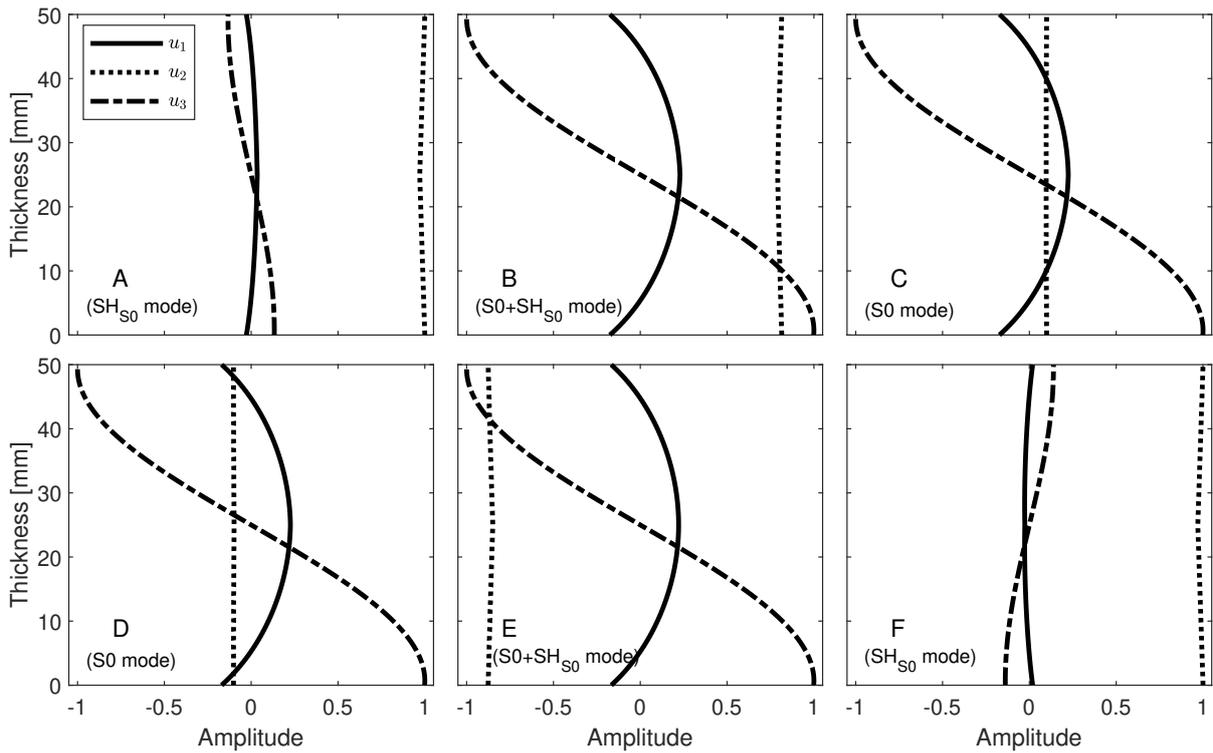 50
40
30
20
10
0
Thickness [mm]
u1
u2
u3
A
(SHS0 mode)
B
(S0+SHS0 mode)
C
(S0 mode)
50
40
30
20
10
0
Thickness [mm]
D
(S0 mode)
E
(S0+SHS0 mode)
F
(SHS0 mode)
-1 -0.5 0 0.5 1
-1 -0.5 0 0.5 1
-1 -0.5 0 0.5 1
Amplitude
Amplitude
Amplitude